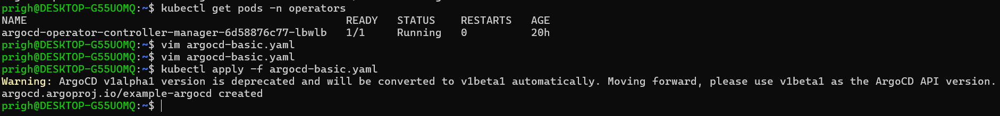 prigh@DESKTOP-G55UOMQ:~$ kubectl get pods -n operators
NAME                                                  READY   STATUS    RESTARTS   AGE
argocd-operator-controller-manager-6d58876c77-lbwlb   1/1     Running   0          20h
prigh@DESKTOP-G55UOMQ:~$ vim argocd-basic.yaml
prigh@DESKTOP-G55UOMQ:~$ vim argocd-basic.yaml
prigh@DESKTOP-G55UOMQ:~$ kubectl apply -f argocd-basic.yaml
Warning: ArgoCD v1alpha1 version is deprecated and will be converted to v1beta1 automatically. Moving forward, please use v1beta1 as the ArgoCD API version.
argocd.argoproj.io/example-argocd created
prigh@DESKTOP-G55UOMQ:~$